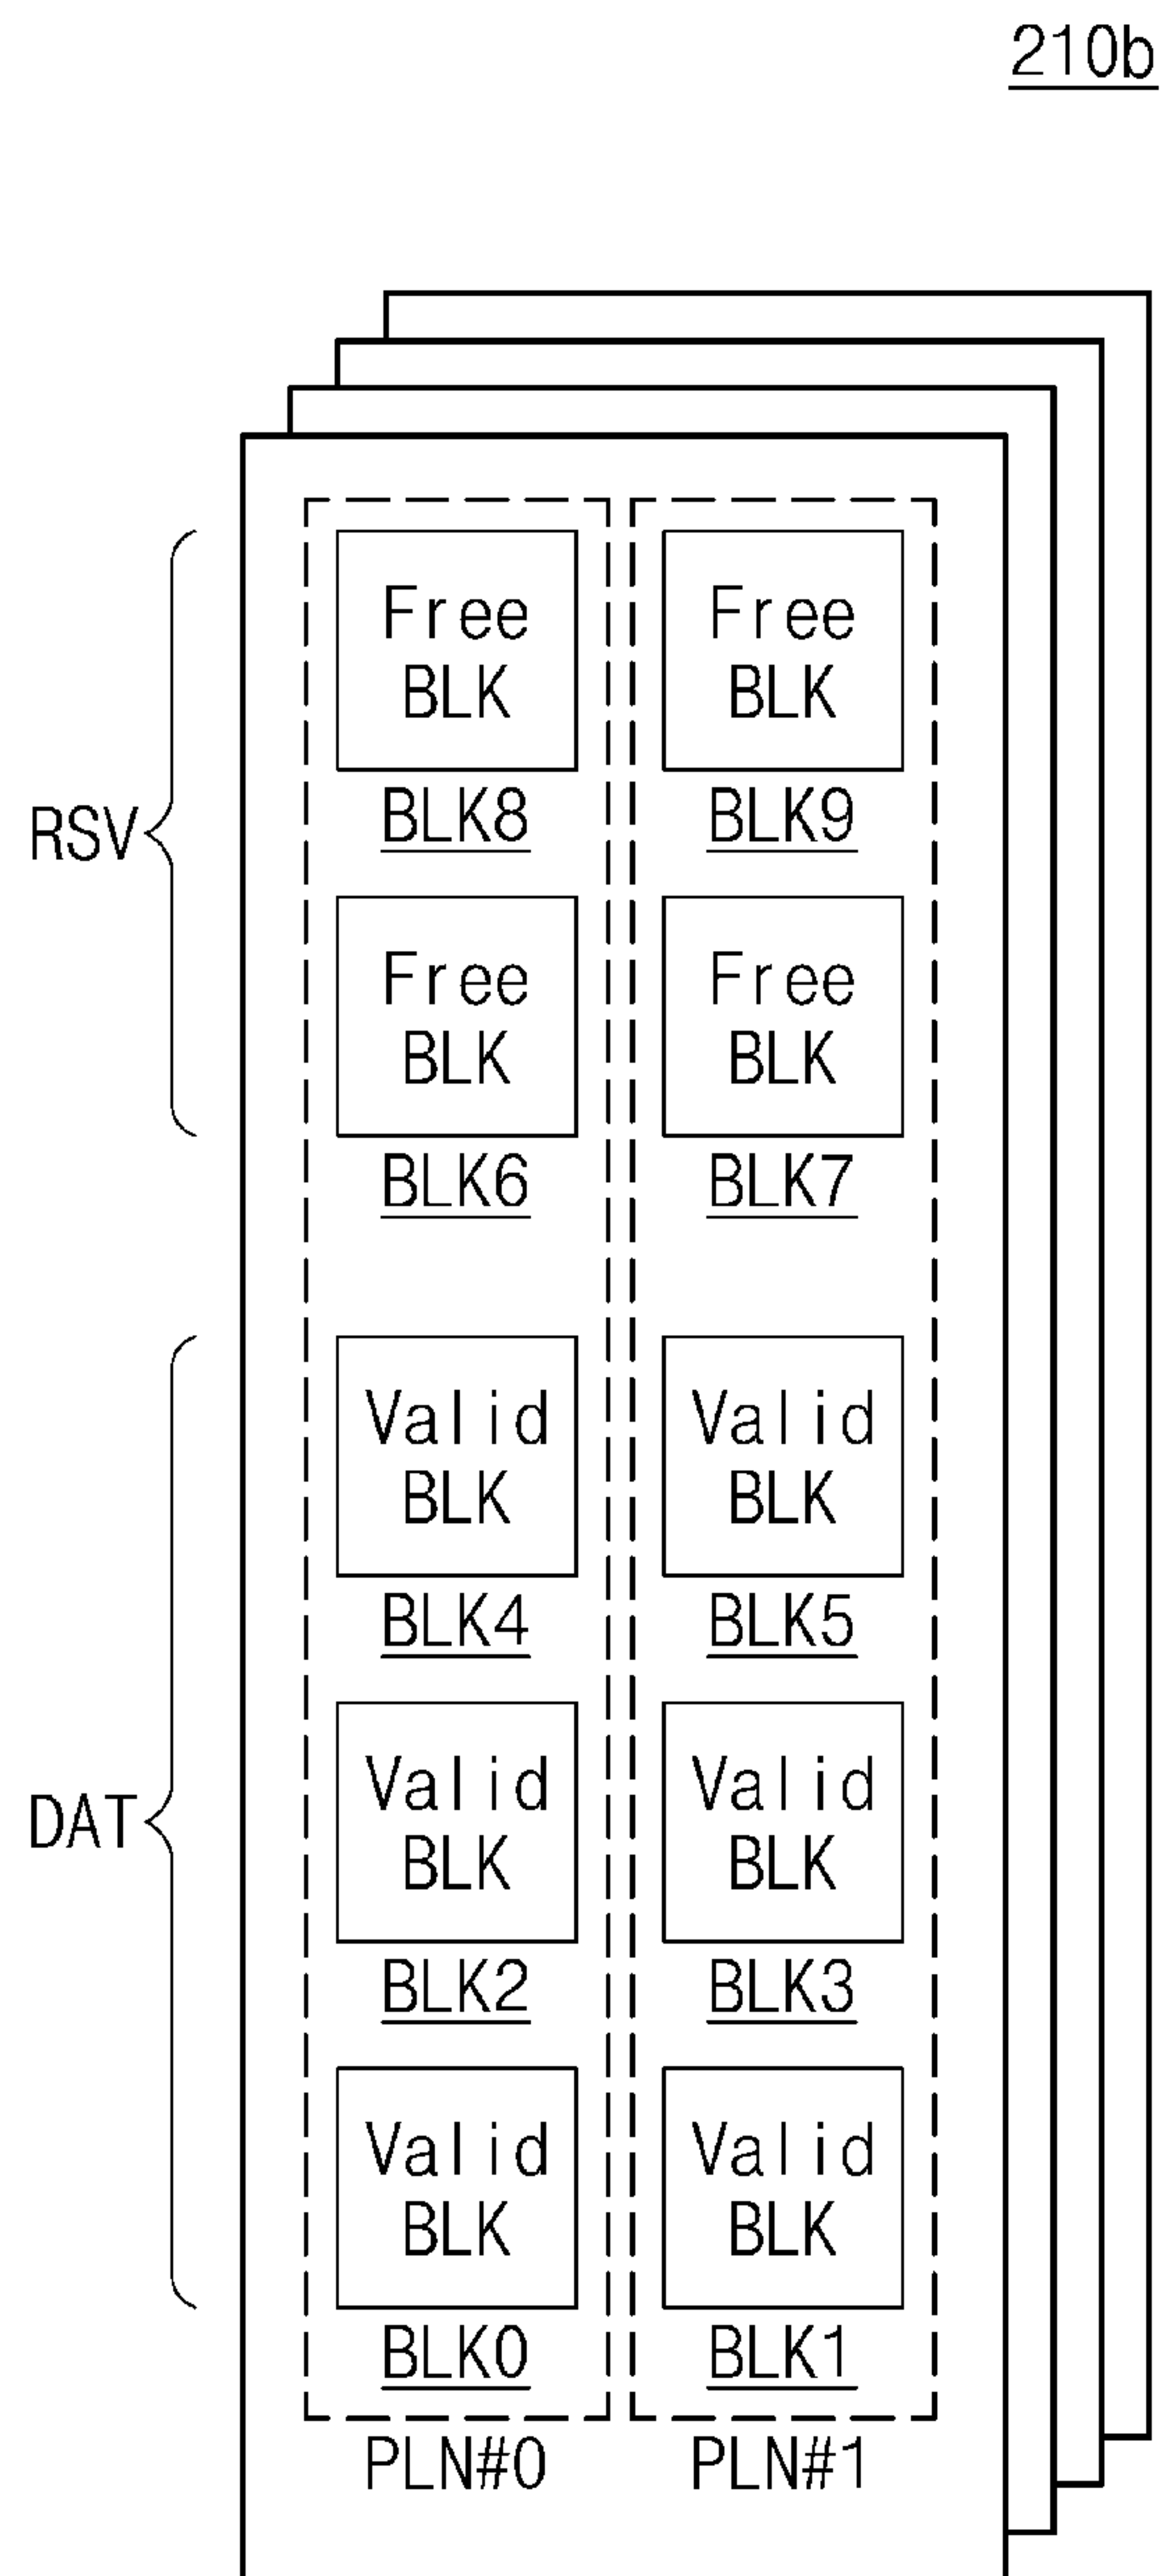 210b
Free
BLK
BLK8
Free
BLK
BLK9
RSV
Free
BLK
BLK6
Free
BLK
BLK7
Valid
BLK
BLK4
Valid
BLK
BLK5
DAT
Valid
BLK
BLK2
Valid
BLK
BLK3
Valid
BLK
BLK0
Valid
BLK
BLK1
PLN#0
PLN#1